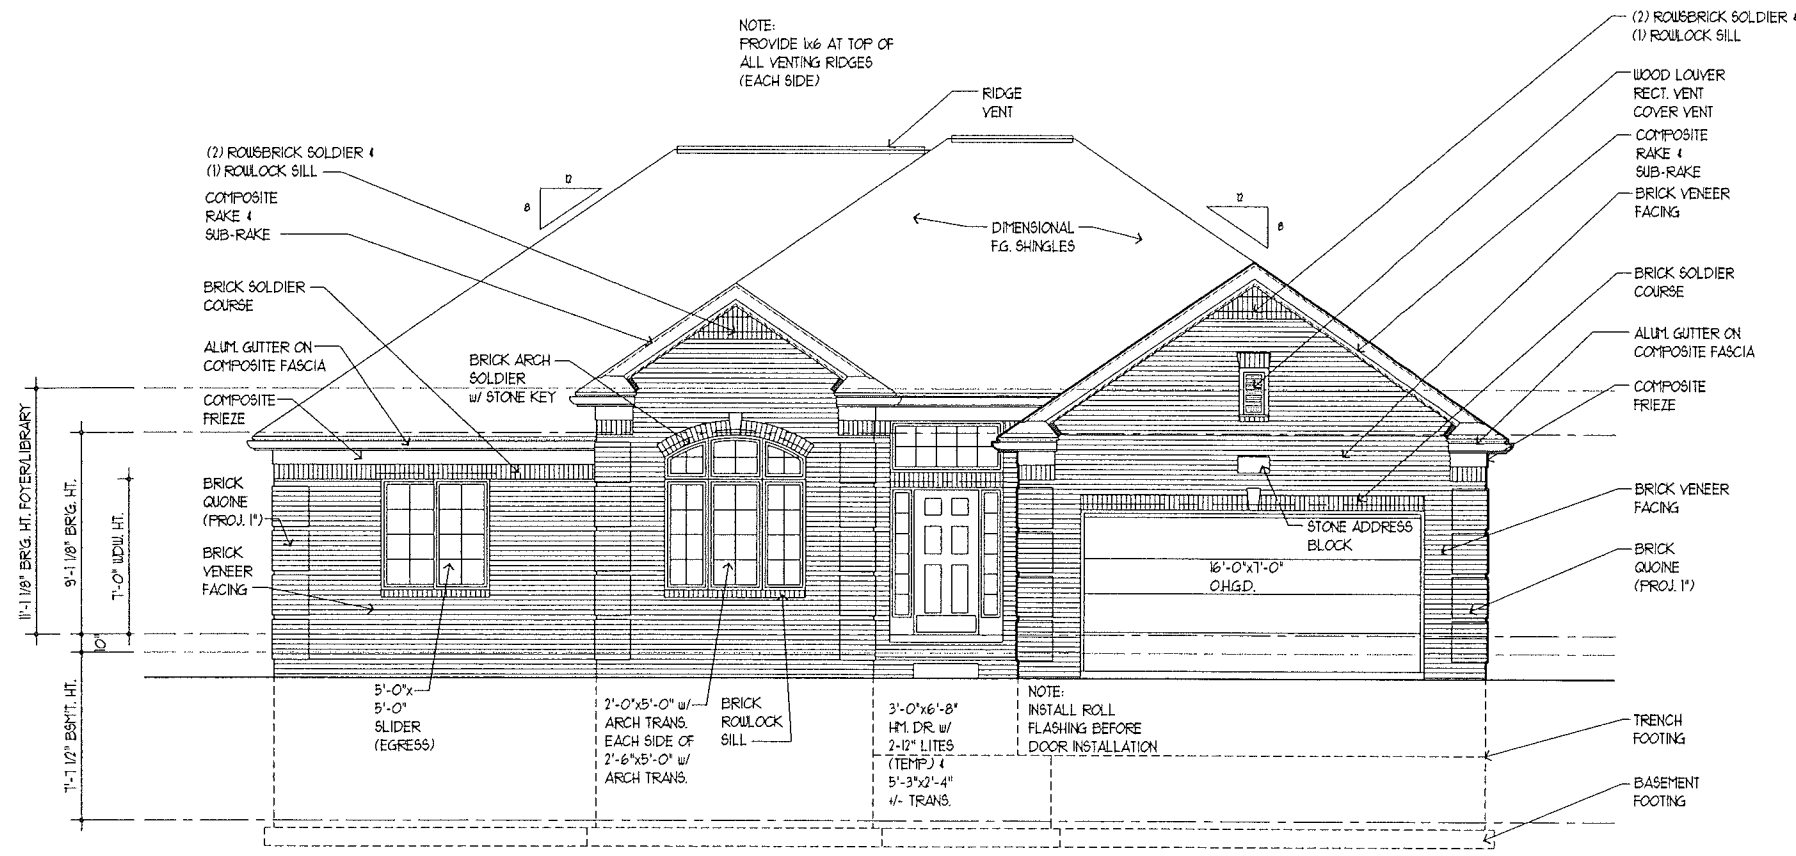 NOTE:
PROVIDE 1x6 AT TOP OF
ALL VENTING RIDGES
(EACH SIDE)
RIDGE
VENT
(2) ROWSBRICK SOLDIER &
(1) ROWLOCK SILL
COMPOSITE
RAKE &
SUB-RAKE
BRICK SOLDIER
COURSE
ALUM. GUTTER ON
COMPOSITE FASCIA
COMPOSITE
FRIEZE
BRICK
QUOINE
(PROJ. 1")
BRICK
VENEER
FACING
12
8
BRICK ARCH
SOLDIER
w/ STONE KEY
DIMENSIONAL
F.G. SHINGLES
12
8
(2) ROWSBRICK SOLDIER &
(1) ROWLOCK SILL
WOOD LOUVER
RECT. VENT
COVER VENT
COMPOSITE
RAKE &
SUB-RAKE
BRICK VENEER
FACING
BRICK SOLDIER
COURSE
ALUM. GUTTER ON
COMPOSITE FASCIA
COMPOSITE
FRIEZE
BRICK VENEER
FACING
BRICK
QUOINE
(PROJ. 1")
STONE ADDRESS
BLOCK
16'-0"x7'-0"
O.H.G.D.
11'-1 1/8" BRG. HT. FOYER/LIBRARY
9'-1 1/8" BRG. HT.
7'-0" WDW. HT.
10"
7'-7 1/2" BSM'T. HT.
5'-0"x
5'-0"
SLIDER
(EGRESS)
2'-0"x5'-0" w/
ARCH TRANS.
EACH SIDE OF
2'-6"x5'-0" w/
ARCH TRANS.
BRICK
ROWLOCK
SILL
3'-0"x6'-8"
H.M. DR. w/
2-12" LITES
(TEMP.) &
5'-3"x2'-4"
+/- TRANS.
NOTE:
INSTALL ROLL
FLASHING BEFORE
DOOR INSTALLATION
TRENCH
FOOTING
BASEMENT
FOOTING